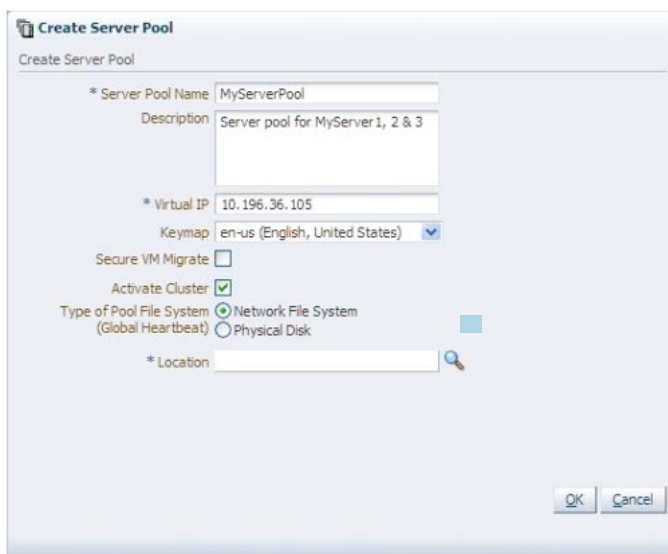 Create Server Pool
Create Server Pool
* Server Pool Name MyServerPool
Description Server pool for MyServer1, 2 & 3
* Virtual IP 10.196.36.105
Keymap en-us (English, United States)
Secure VM Migrate
Activate Cluster
Type of Pool File System Network File System
(Global Heartbeat) Physical Disk
* Location
OK Cancel